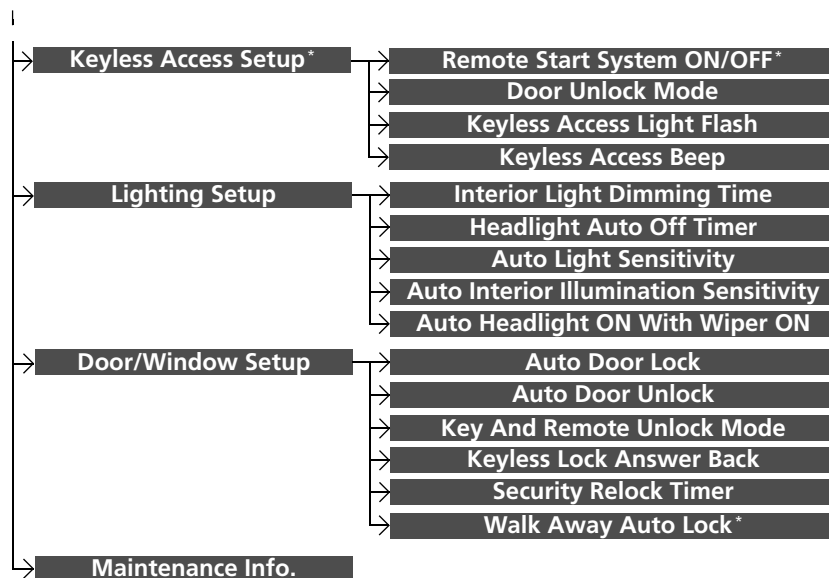 Keyless Access Setup* Remote Start System ON/OFF*
Door Unlock Mode
Keyless Access Light Flash
Keyless Access Beep
Lighting Setup Interior Light Dimming Time
Headlight Auto Off Timer
Auto Light Sensitivity
Auto Interior Illumination Sensitivity
Auto Headlight ON With Wiper ON
Door/Window Setup Auto Door Lock
Auto Door Unlock
Key And Remote Unlock Mode
Keyless Lock Answer Back
Security Relock Timer
Walk Away Auto Lock*
Maintenance Info.